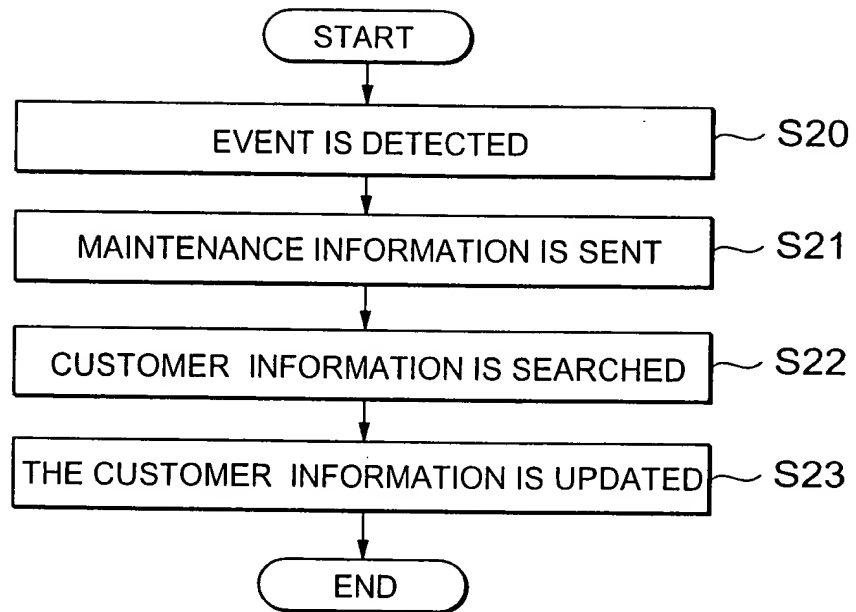 START
EVENT IS DETECTED S20
MAINTENANCE INFORMATION IS SENT S21
CUSTOMER INFORMATION IS SEARCHED S22
THE CUSTOMER INFORMATION IS UPDATED S23
END